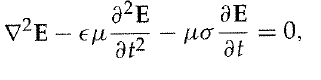 ∇²E − ϵμ ∂²E/∂t² − μσ ∂E/∂t = 0,